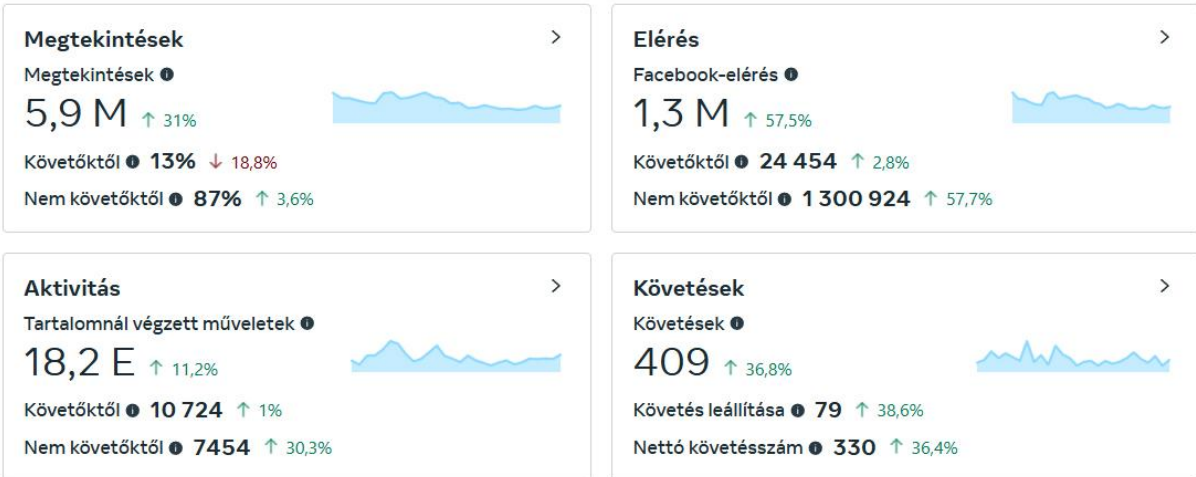 Megtekintések
Megtekintések
5,9 M ↑ 31%
Követőktől 13% ↓ 18,8%
Nem követőktől 87% ↑ 3,6%
Elérés
Facebook-elérés
1,3 M ↑ 57,5%
Követőktől 24 454 ↑ 2,8%
Nem követőktől 1 300 924 ↑ 57,7%
Aktivitás
Tartalomnál végzett műveletek
18,2 E ↑ 11,2%
Követőktől 10 724 ↑ 1%
Nem követőktől 7454 ↑ 30,3%
Követések
Követések
409 ↑ 36,8%
Követés leállítása 79 ↑ 38,6%
Nettó követésszám 330 ↑ 36,4%